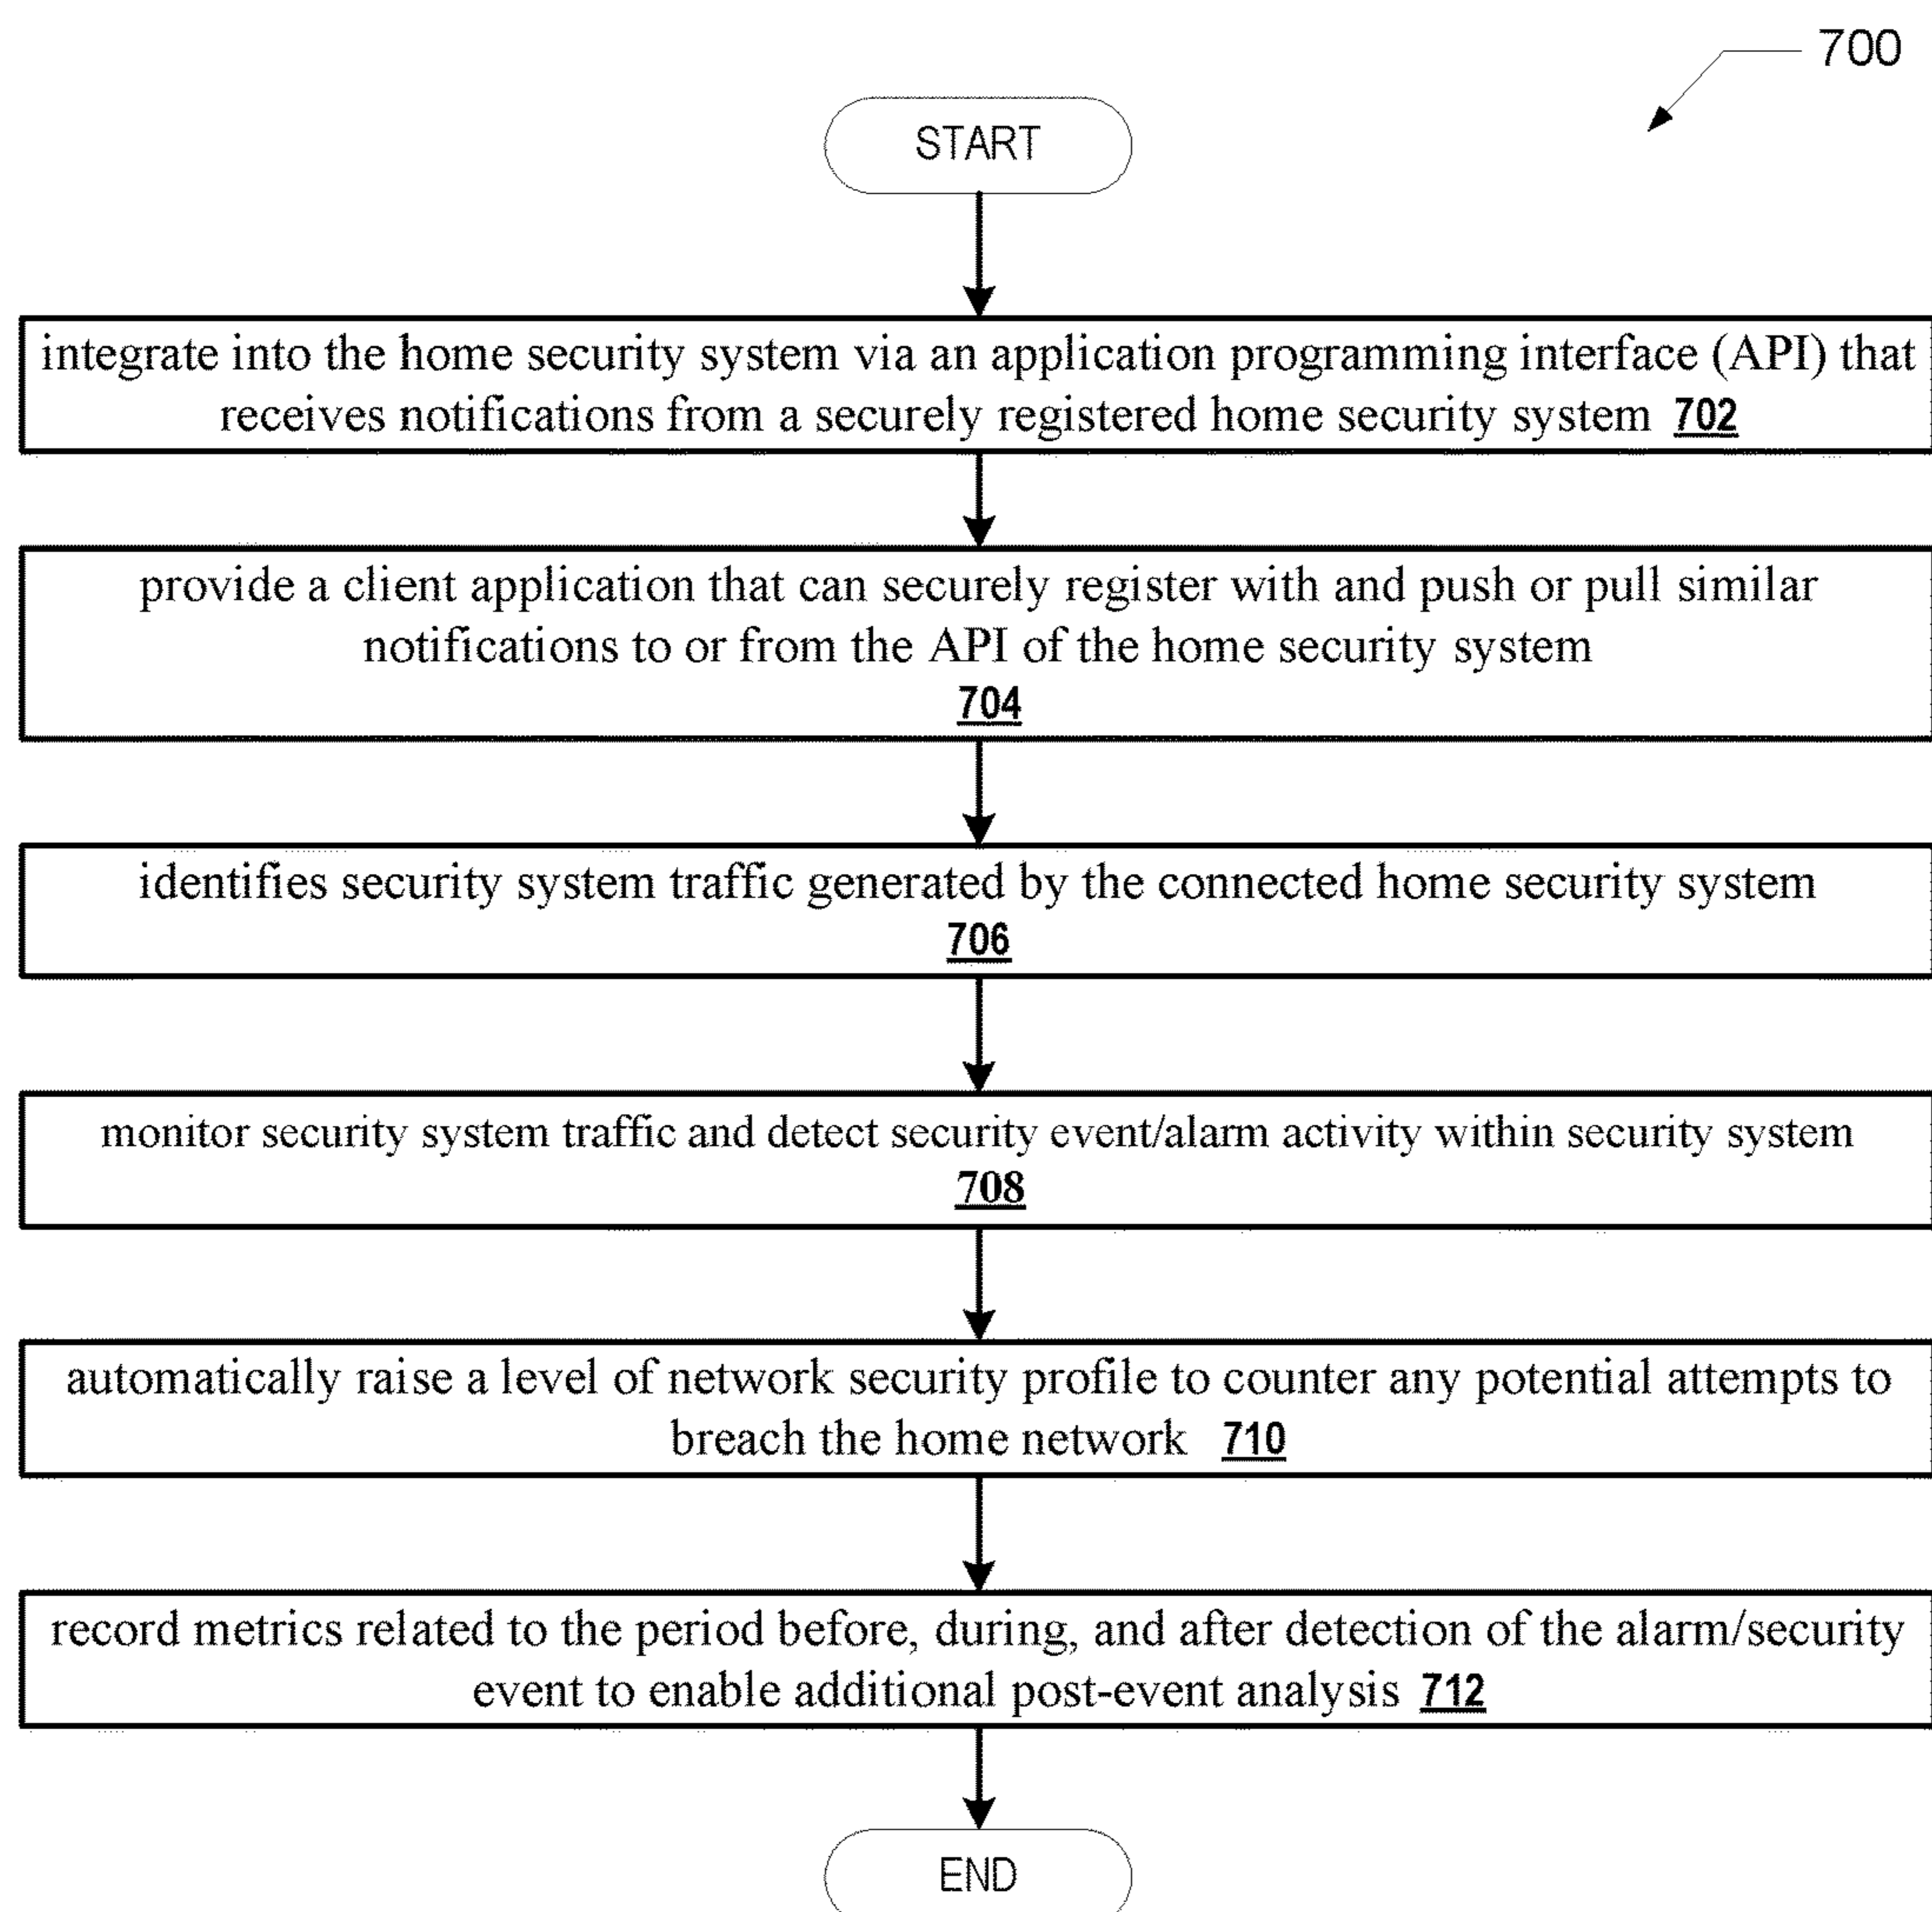 700
START
integrate into the home security system via an application programming interface (API) that
receives notifications from a securely registered home security system 702
provide a client application that can securely register with and push or pull similar
notifications to or from the API of the home security system
704
identifies security system traffic generated by the connected home security system
706
monitor security system traffic and detect security event/alarm activity within security system
708
automatically raise a level of network security profile to counter any potential attempts to
breach the home network 710
record metrics related to the period before, during, and after detection of the alarm/security
event to enable additional post-event analysis 712
END